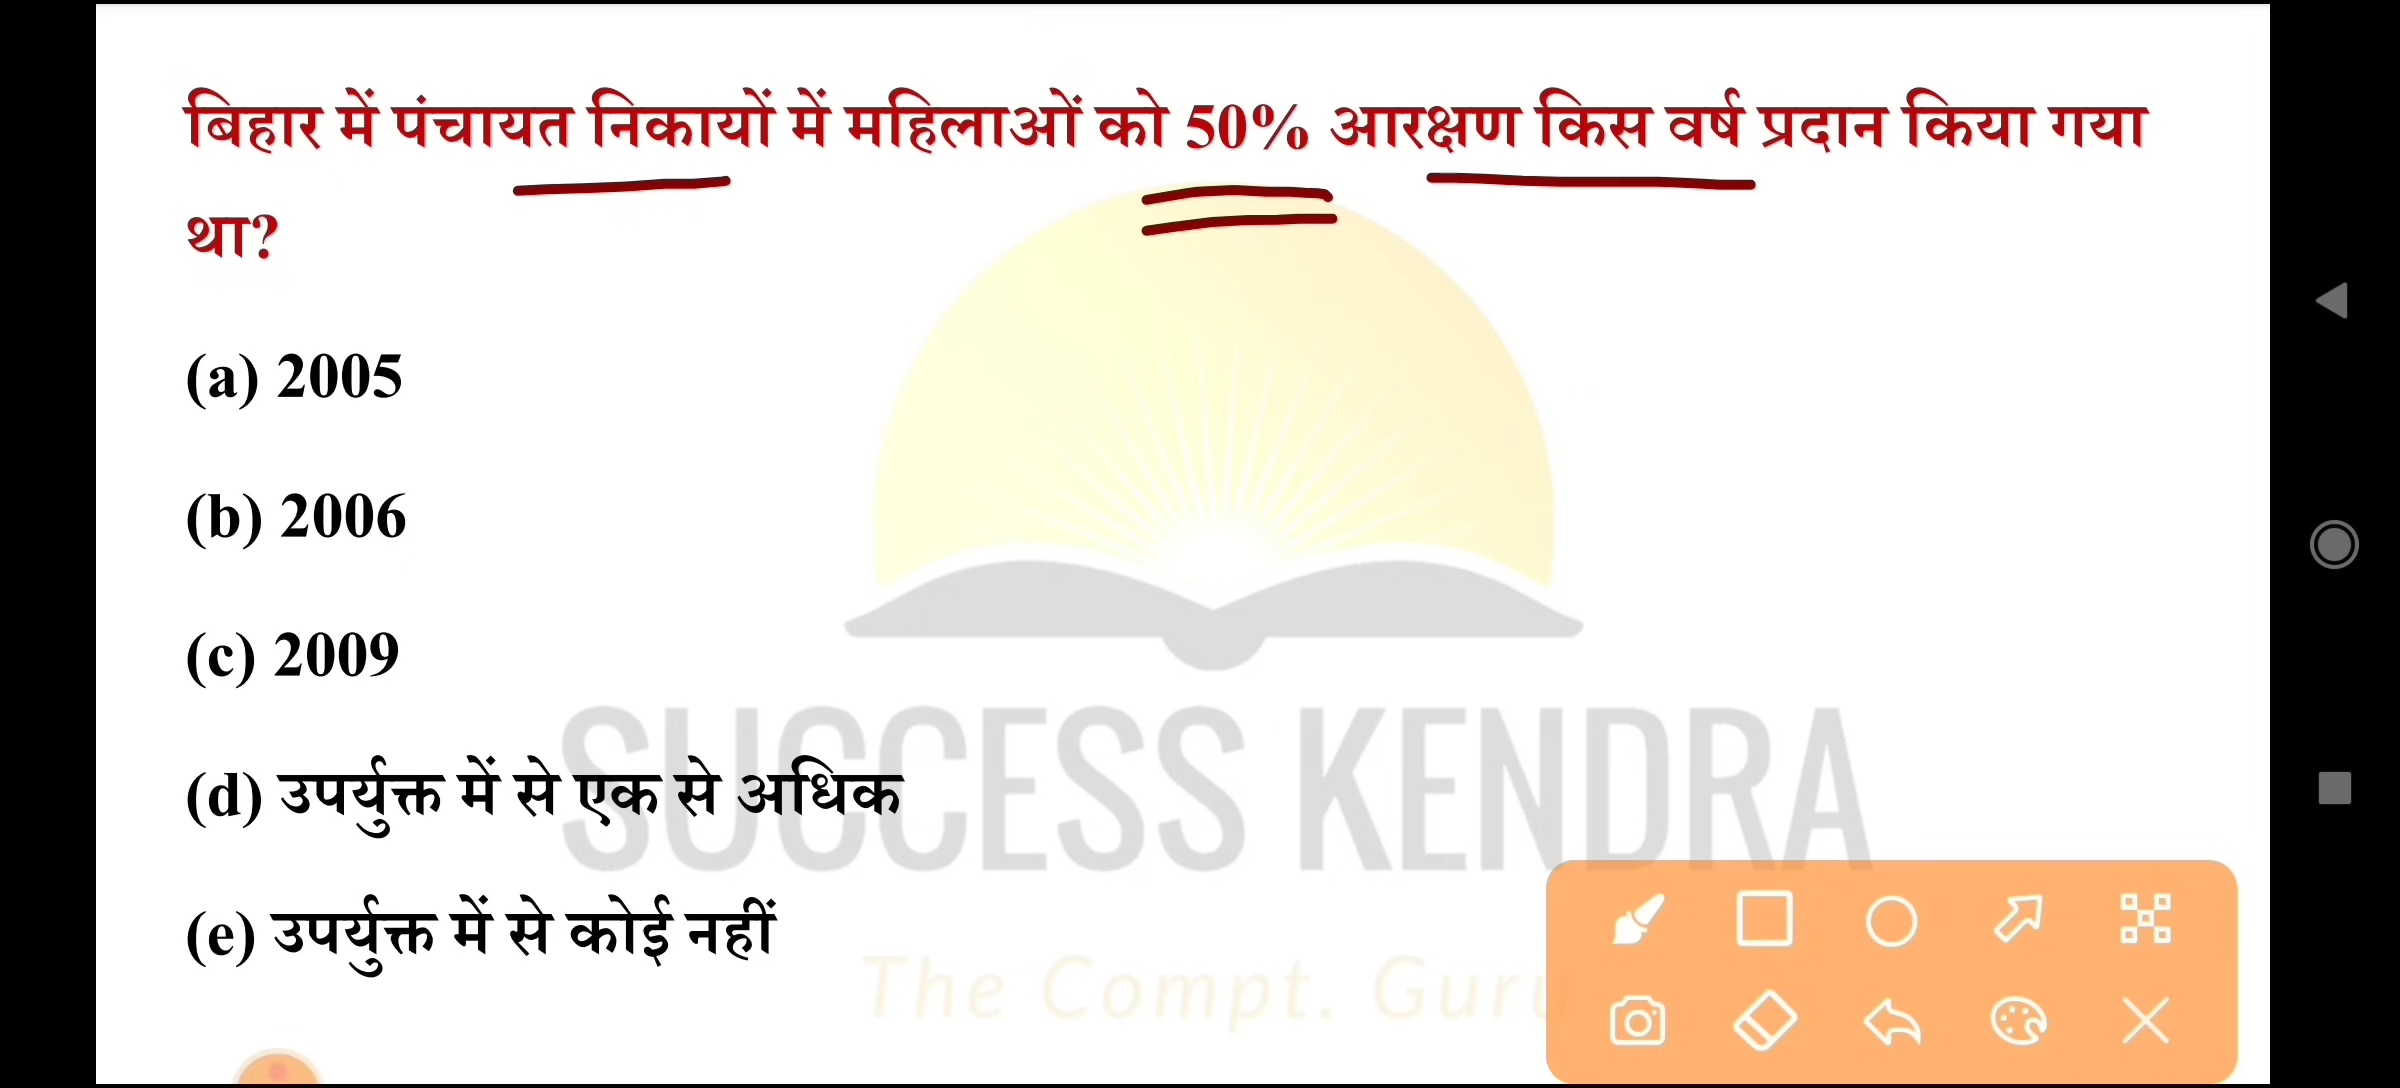 बिहार में पंचायत निकायों में महिलाओं को 50% आरक्षण किस वर्ष प्रदान किया गया
था?
(a) 2005
(b) 2006
(c) 2009
(d) उपर्युक्त में से एक से अधिक
(e) उपर्युक्त में से कोई नहीं
SUCCESS KENDRA
The Compt. Guru